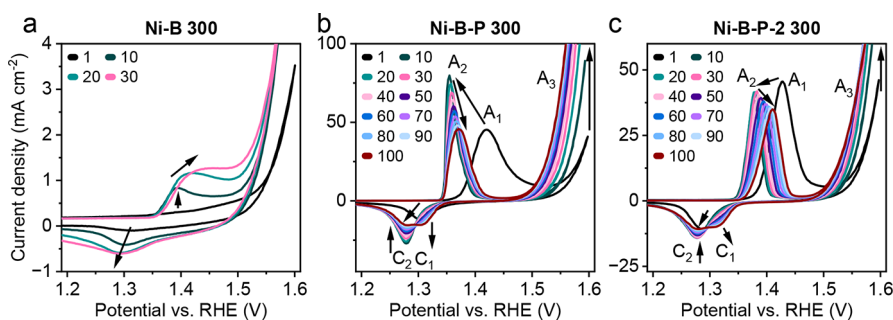 a
Ni-B 300
Current density (mA cm⁻²)
4
3
2
1
0
−1
1 10
20 30
1.2 1.3 1.4 1.5 1.6
Potential vs. RHE (V)
b
Ni-B-P 300
100
50
0
1 10
20 30
40 50
60 70
80 90
100
A₂
A₁
A₃
C₂ C₁
1.2 1.3 1.4 1.5 1.6
Potential vs. RHE (V)
c
Ni-B-P-2 300
50
25
0
−25
1 10
20 30
40 50
60 70
80 90
100
A₂
A₁
A₃
C₂ C₁
1.2 1.3 1.4 1.5 1.6
Potential vs. RHE (V)